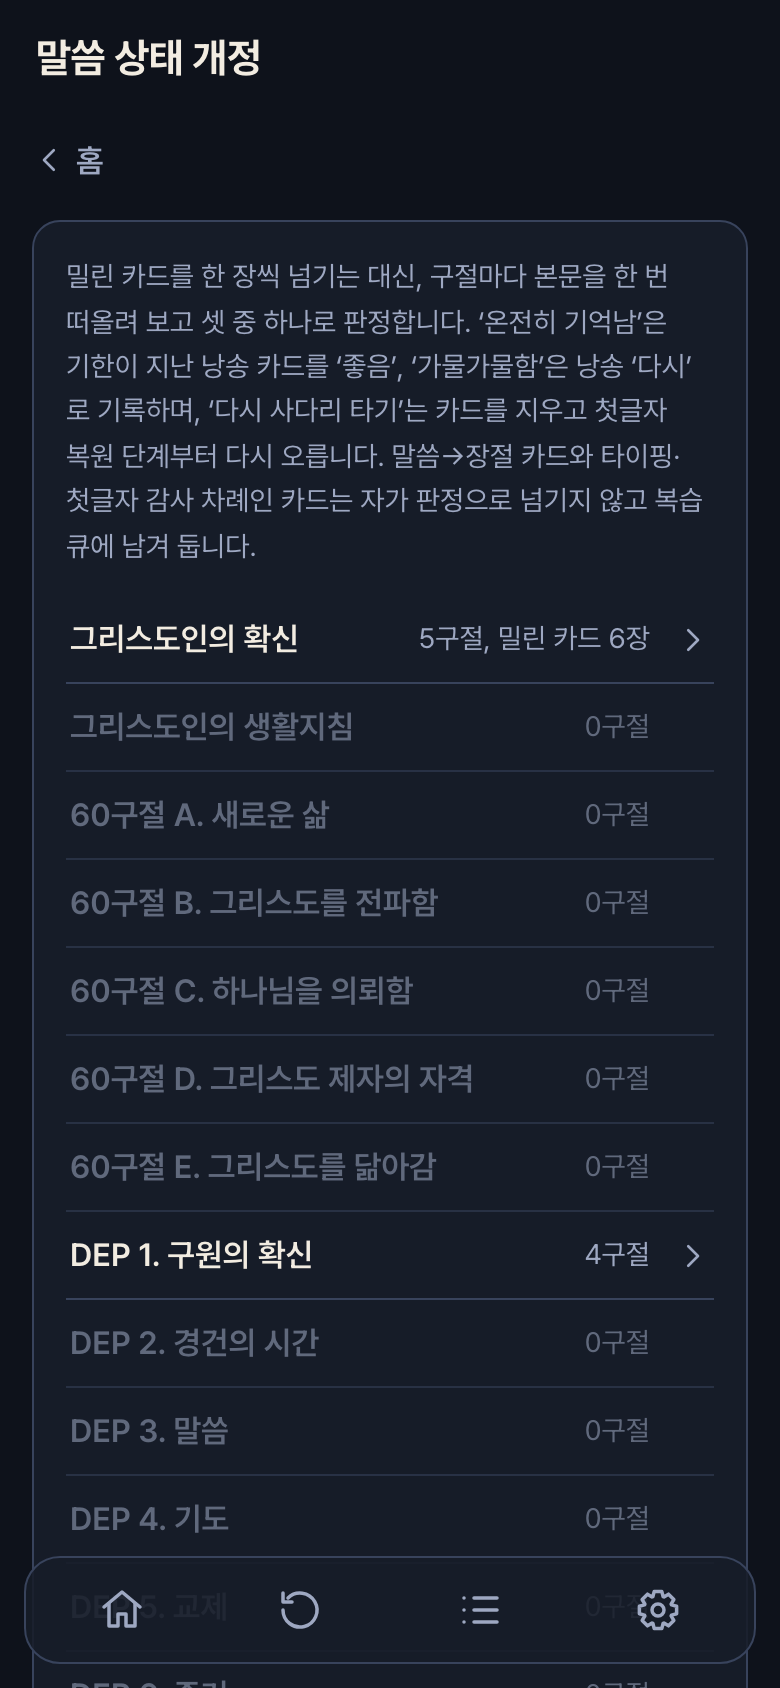 말씀 상태 개정
홈
밀린 카드를 한 장씩 넘기는 대신, 구절마다 본문을 한 번
떠올려 보고 셋 중 하나로 판정합니다. ‘온전히 기억남’은
기한이 지난 낭송 카드를 ‘좋음’, ‘가물가물함’은 낭송 ‘다시’
로 기록하며, ‘다시 사다리 타기’는 카드를 지우고 첫글자
복원 단계부터 다시 오릅니다. 말씀→장절 카드와 타이핑·
첫글자 감사 차례인 카드는 자가 판정으로 넘기지 않고 복습
큐에 남겨 둡니다.
그리스도인의 확신 5구절, 밀린 카드 6장
그리스도인의 생활지침 0구절
60구절 A. 새로운 삶 0구절
60구절 B. 그리스도를 전파함 0구절
60구절 C. 하나님을 의뢰함 0구절
60구절 D. 그리스도 제자의 자격 0구절
60구절 E. 그리스도를 닮아감 0구절
DEP 1. 구원의 확신 4구절
DEP 2. 경건의 시간 0구절
DEP 3. 말씀 0구절
DEP 4. 기도 0구절
DEP 5. 교제 0구절